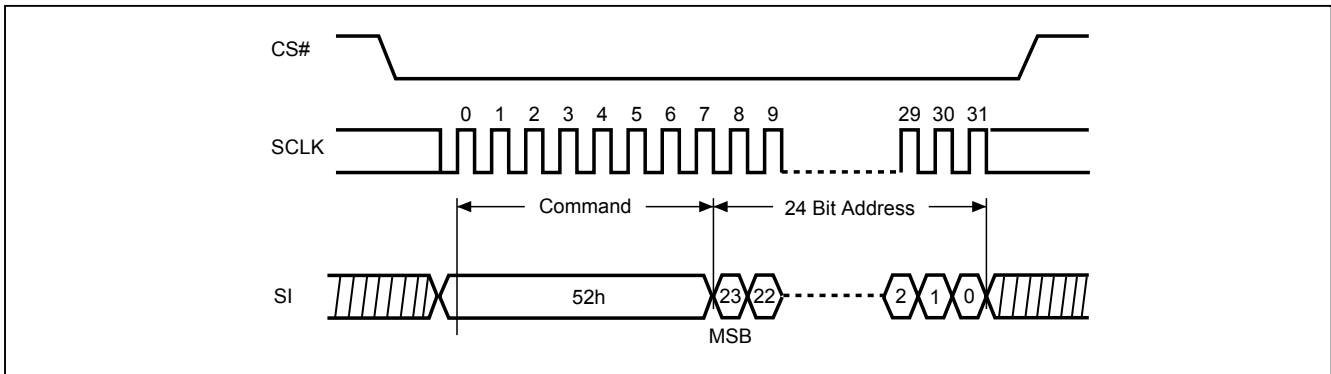 CS#
0 1 2 3 4 5 6 7 8 9 29 30 31
SCLK
Command 24 Bit Address
SI 52h 23 22 2 1 0
MSB